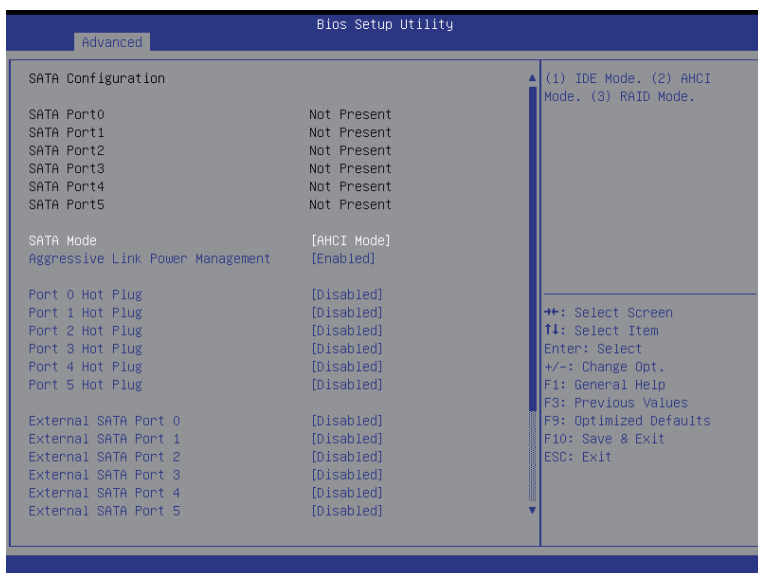 Bios Setup Utility
Advanced
SATA Configuration
SATA Port0 Not Present
SATA Port1 Not Present
SATA Port2 Not Present
SATA Port3 Not Present
SATA Port4 Not Present
SATA Port5 Not Present
SATA Mode [AHCI Mode]
Aggressive Link Power Management [Enabled]
Port 0 Hot Plug [Disabled]
Port 1 Hot Plug [Disabled]
Port 2 Hot Plug [Disabled]
Port 3 Hot Plug [Disabled]
Port 4 Hot Plug [Disabled]
Port 5 Hot Plug [Disabled]
External SATA Port 0 [Disabled]
External SATA Port 1 [Disabled]
External SATA Port 2 [Disabled]
External SATA Port 3 [Disabled]
External SATA Port 4 [Disabled]
External SATA Port 5 [Disabled]
(1) IDE Mode. (2) AHCI
Mode. (3) RAID Mode.
→←: Select Screen
↑↓: Select Item
Enter: Select
+/-: Change Opt.
F1: General Help
F3: Previous Values
F9: Optimized Defaults
F10: Save & Exit
ESC: Exit